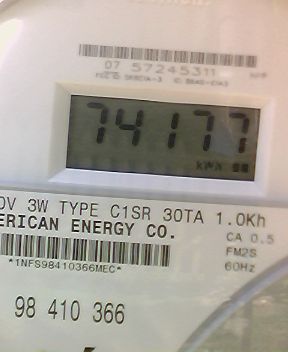 07 57245311
74177
kWh
0V 3W TYPE C1SR 30TA 1.0Kh
ERICAN ENERGY CO.
CA 0.5
FM2S
*1NFS98410366MEC*
60Hz
98 410 366